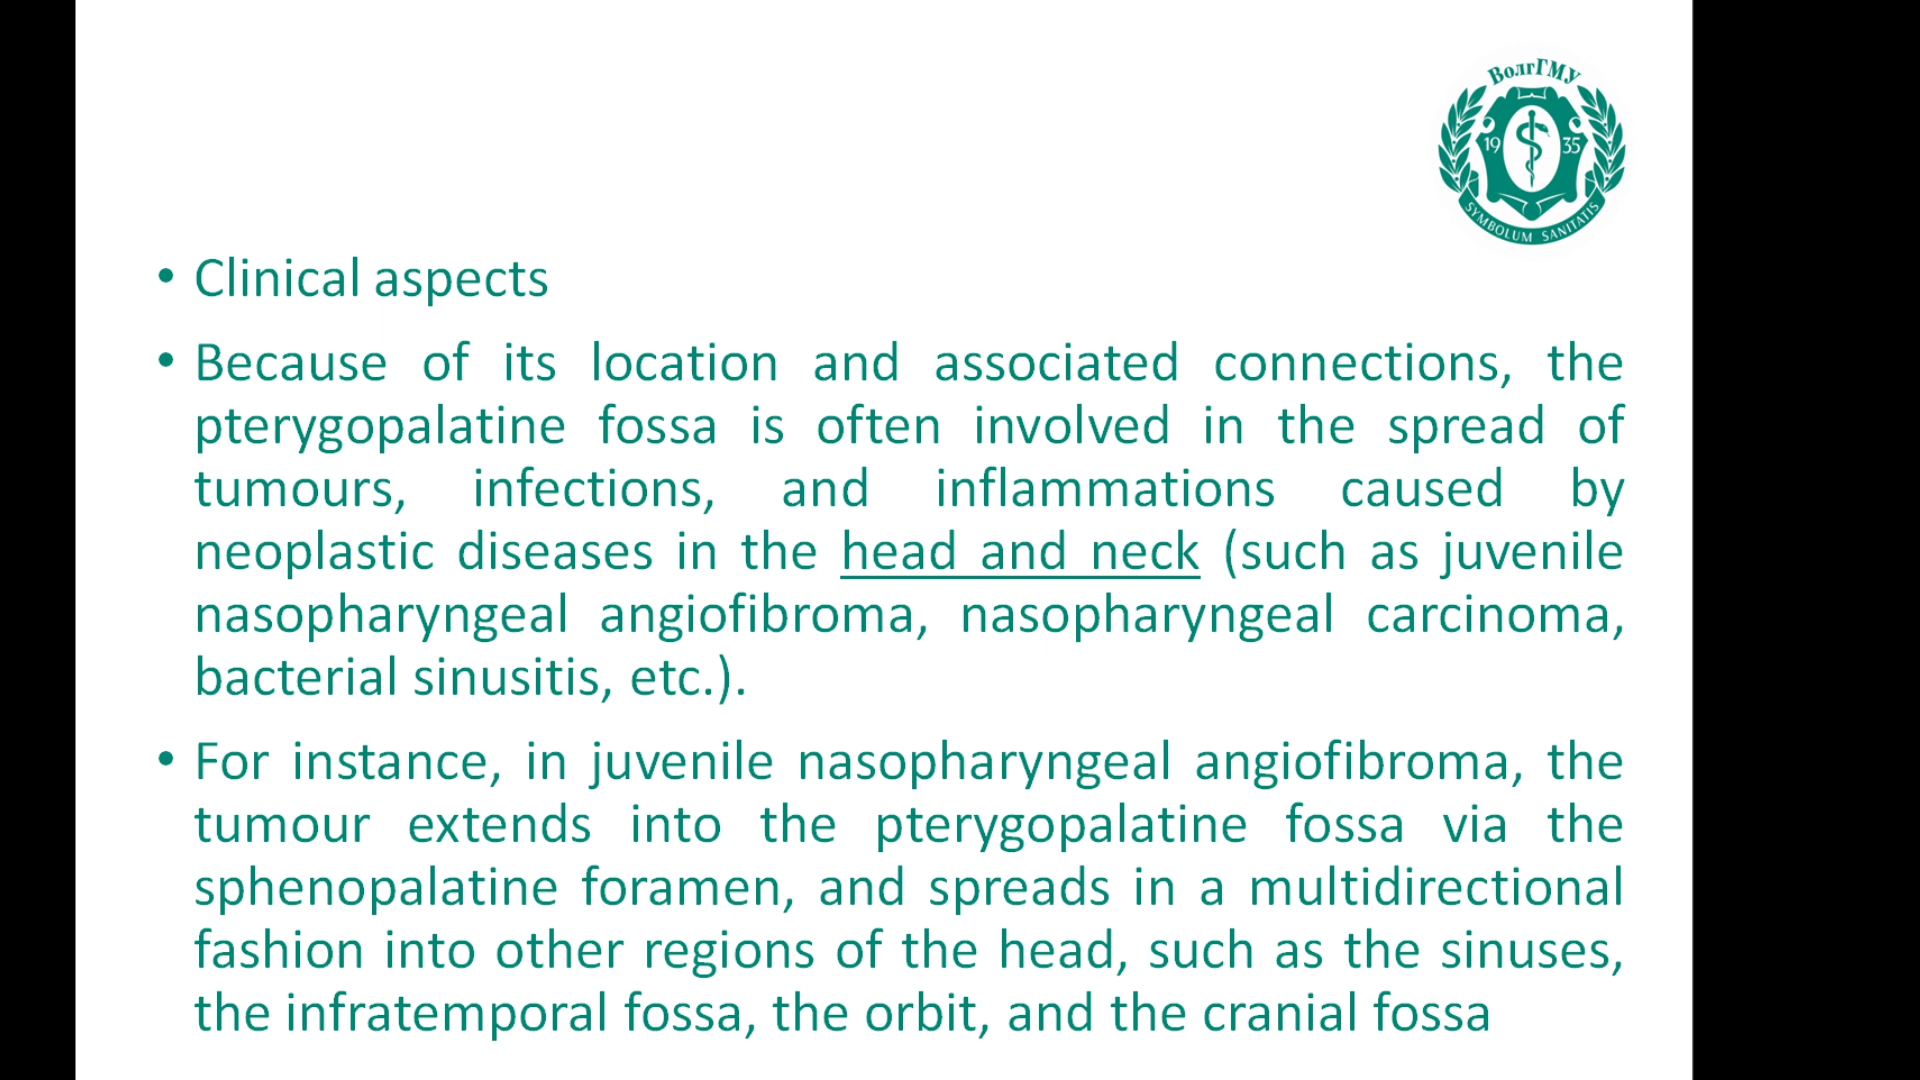 ВолгГМУ
19 35
SYMBOLUM SANITATIS
• Clinical aspects
• Because of its location and associated connections, the
pterygopalatine fossa is often involved in the spread of
tumours, infections, and inflammations caused by
neoplastic diseases in the head and neck (such as juvenile
nasopharyngeal angiofibroma, nasopharyngeal carcinoma,
bacterial sinusitis, etc.).
• For instance, in juvenile nasopharyngeal angiofibroma, the
tumour extends into the pterygopalatine fossa via the
sphenopalatine foramen, and spreads in a multidirectional
fashion into other regions of the head, such as the sinuses,
the infratemporal fossa, the orbit, and the cranial fossa